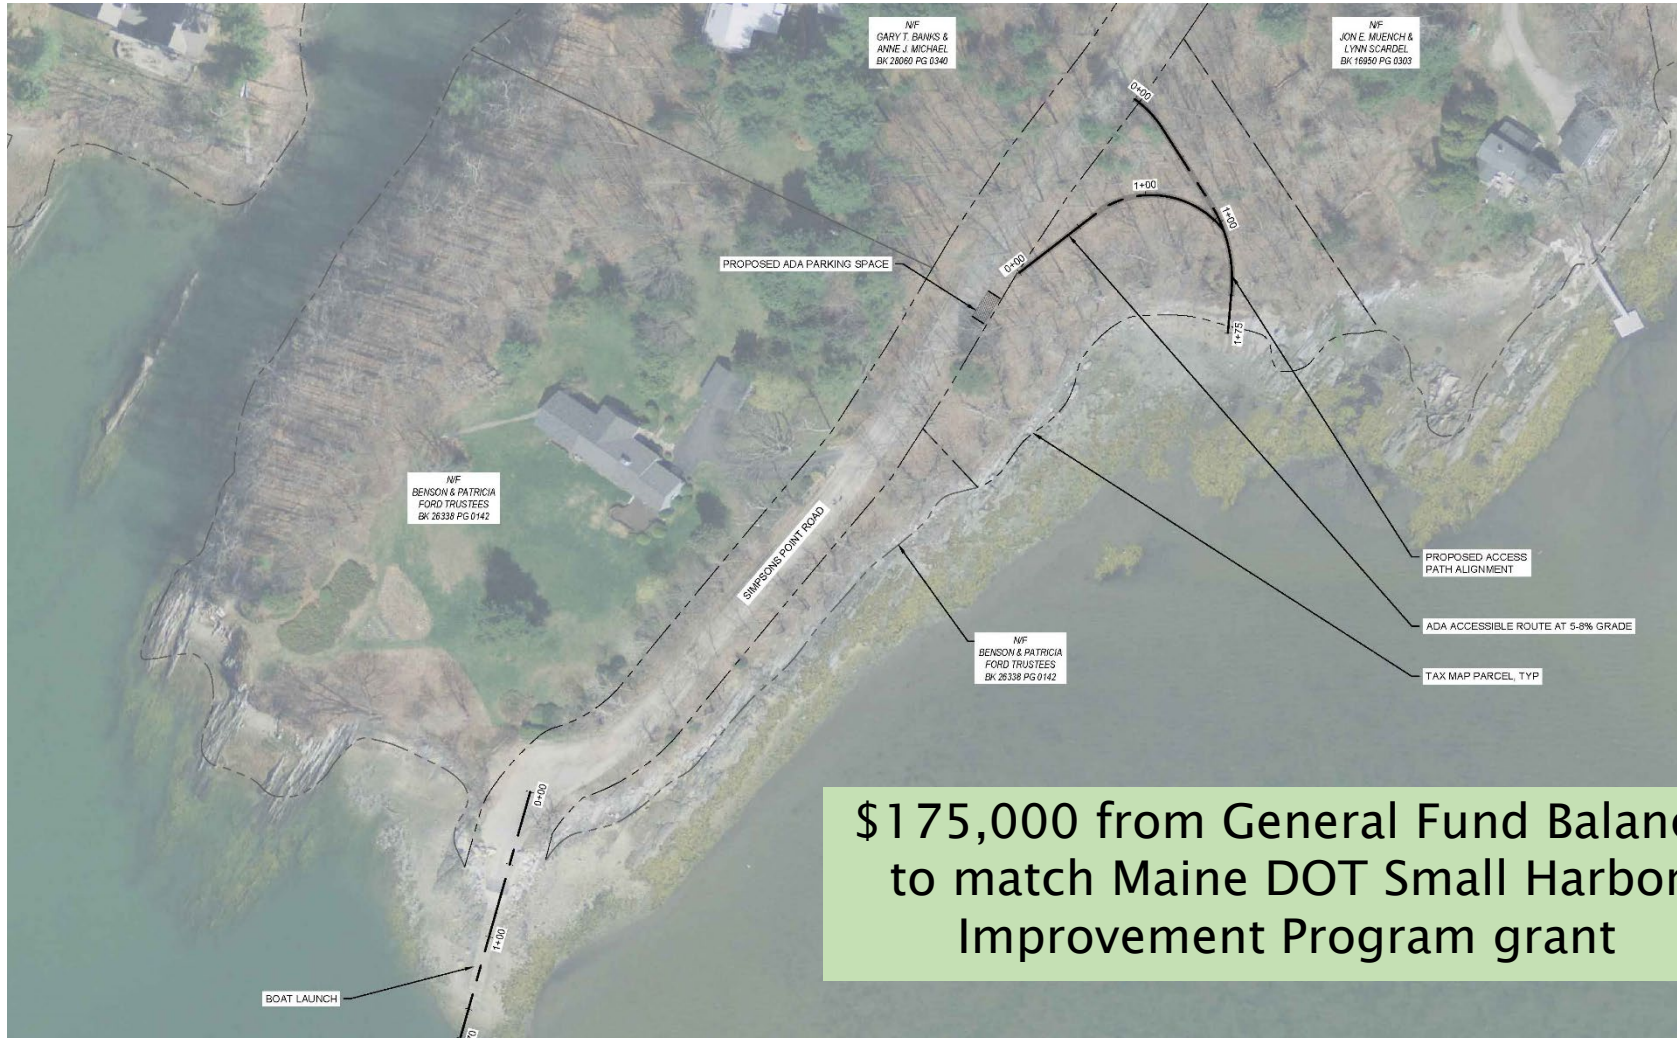 N/F
GARY T. BANKS &
ANNE J. MICHAEL
BK 28060 PG 0340
N/F
JON E. MUENCH &
LYNN SCARDEL
BK 16950 PG 0303
0+00
1+00
1+00
0+00
PROPOSED ADA PARKING SPACE
1+75
N/F
BENSON & PATRICIA
FORD TRUSTEES
BK 26338 PG 0142
SIMPSONS POINT ROAD
PROPOSED ACCESS
PATH ALIGNMENT
ADA ACCESSIBLE ROUTE AT 5-8% GRADE
N/F
BENSON & PATRICIA
FORD TRUSTEES
BK 26338 PG 0142
TAX MAP PARCEL, TYP
0+00
1+00
BOAT LAUNCH
70
$175,000 from General Fund Balanc
to match Maine DOT Small Harbor
Improvement Program grant